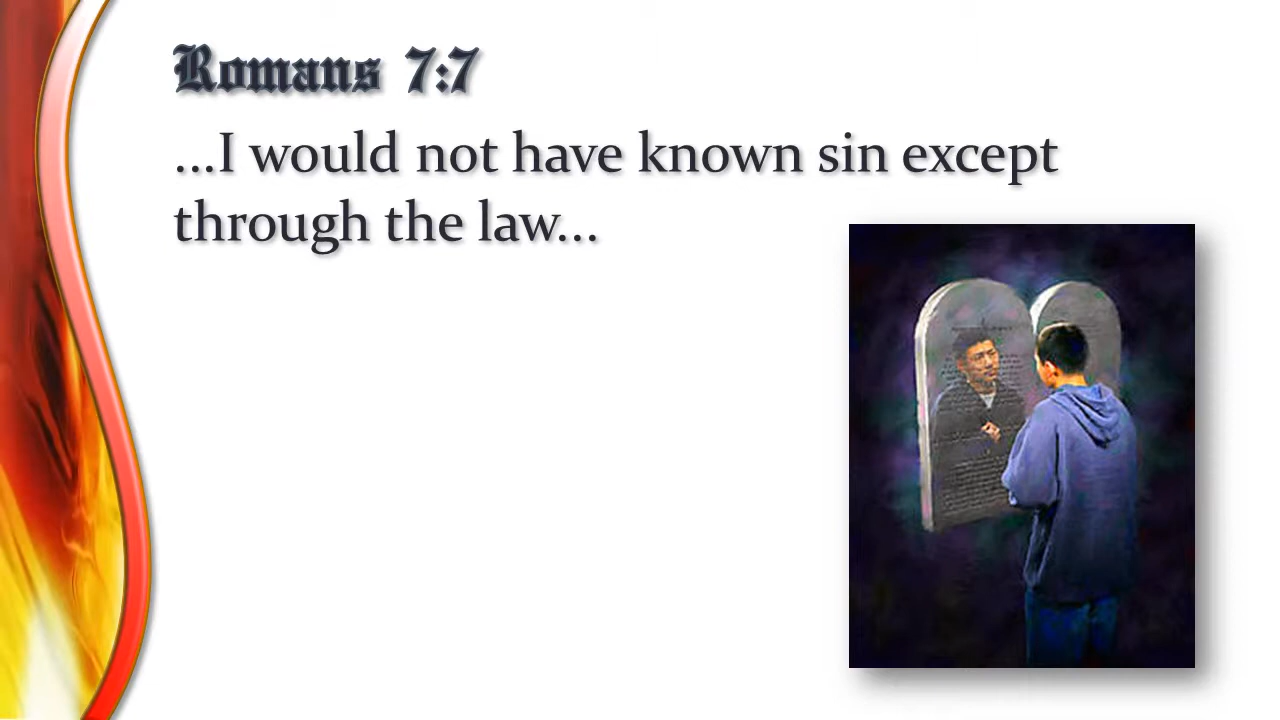 Romans 7:7
...I would not have known sin except
through the law...